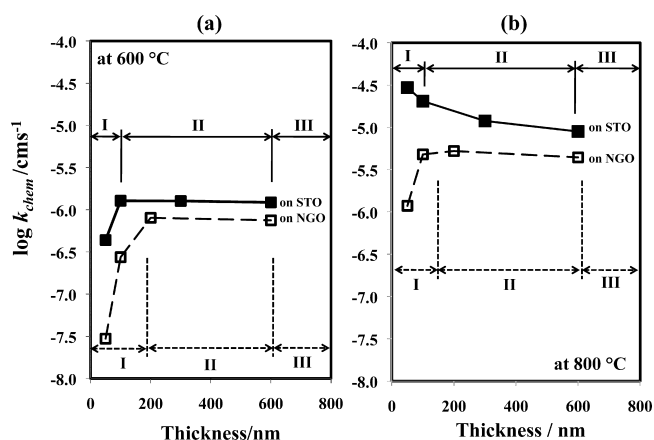 (a)
(b)
-4.0
-4.5
-5.0
-5.5
-6.0
-6.5
-7.0
-7.5
-8.0
log k_chem /cms⁻¹
at 600 °C
I
II
III
on STO
on NGO
I
II
III
0
200
400
600
800
Thickness/nm
-4.0
-4.5
-5.0
-5.5
-6.0
-6.5
-7.0
-7.5
-8.0
I
II
III
on STO
on NGO
I
II
III
at 800 °C
0
200
400
600
800
Thickness / nm